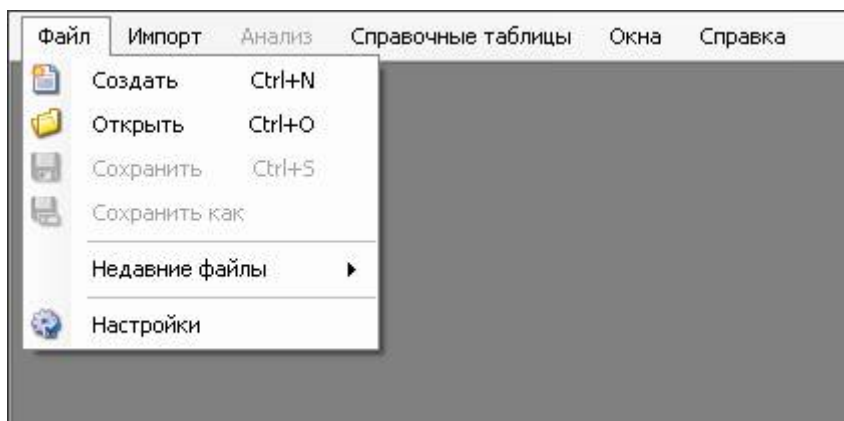 Файл Импорт Анализ Справочные таблицы Окна Справка
Создать Ctrl+N
Открыть Ctrl+O
Сохранить Ctrl+S
Сохранить как
Недавние файлы
Настройки